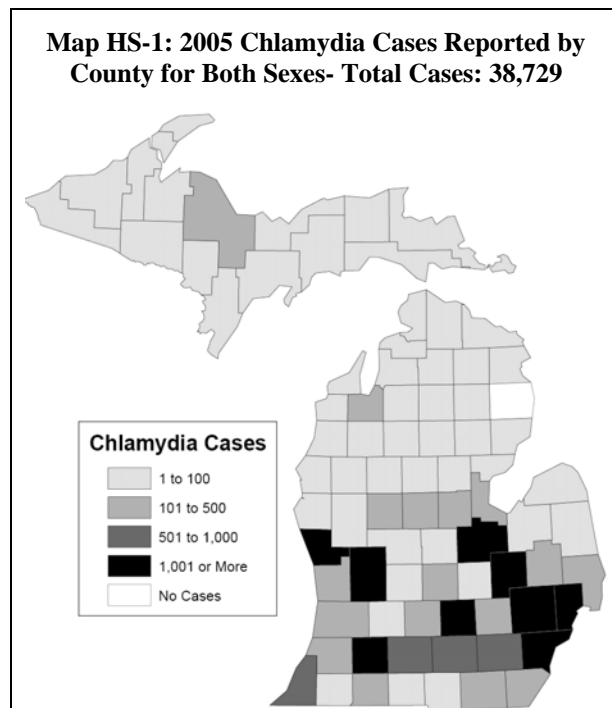 Map HS-1: 2005 Chlamydia Cases Reported by
County for Both Sexes- Total Cases: 38,729
Chlamydia Cases
1 to 100
101 to 500
501 to 1,000
1,001 or More
No Cases